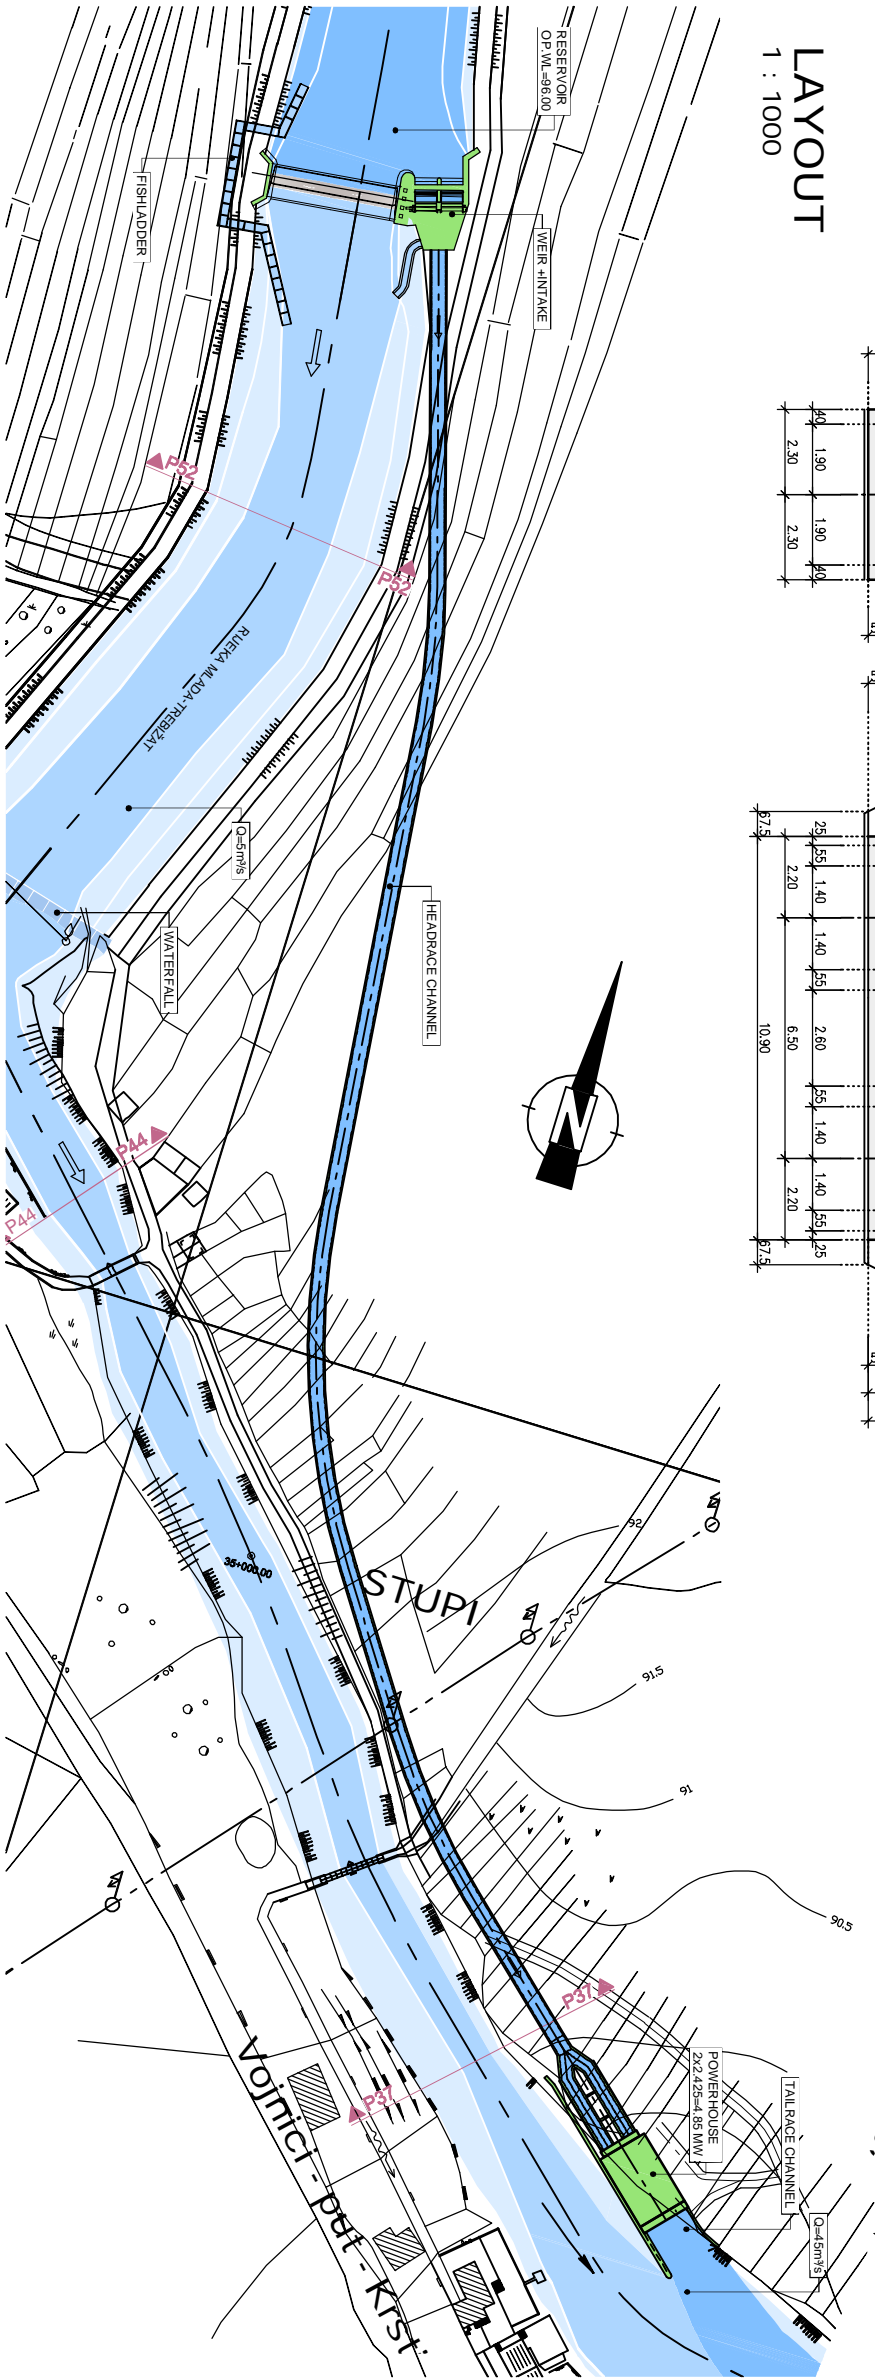 LAYOUT
1 : 1000
RESERVOIR
OP.WL=96.00
WEIR +INTAKE
FISHLADDER
P52
P52
RIJEKA MLADA-TREBIŽAT
Q=5m³/s
WATERFALL
HEADRACE CHANNEL
N
P44
P44
35+000.00
STUPI
92
91.5
91
90.5
P37
P37
POWERHOUSE
2x2,425=4,85 MW
TAILRACE CHANNEL
Q=45m³/s
Vojnici - put - Krsti
40
1.90
1.90
40
2.30
2.30
25
55
1.40
1.40
55
2.60
55
1.40
1.40
55
25
2.20
6.50
2.20
67.5
10.90
67.5